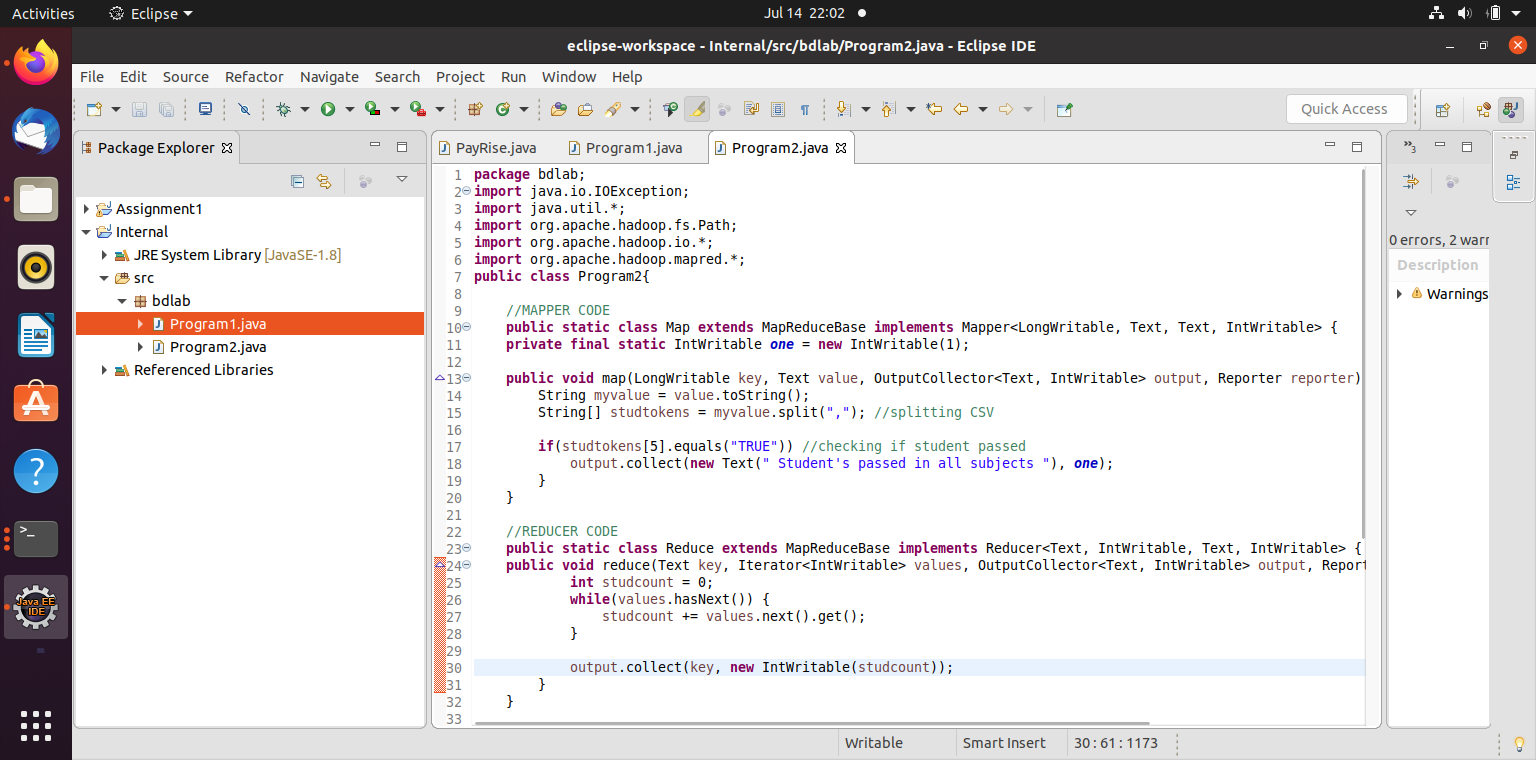 Activities Eclipse Jul 14 22:02
eclipse-workspace - Internal/src/bdlab/Program2.java - Eclipse IDE
File Edit Source Refactor Navigate Search Project Run Window Help
Quick Access
Package Explorer
Assignment1
Internal
JRE System Library [JavaSE-1.8]
src
bdlab
Program1.java
Program2.java
Referenced Libraries
PayRise.java Program1.java Program2.java
1 package bdlab;
2 import java.io.IOException;
3 import java.util.*;
4 import org.apache.hadoop.fs.Path;
5 import org.apache.hadoop.io.*;
6 import org.apache.hadoop.mapred.*;
7 public class Program2{
8
9 //MAPPER CODE
10 public static class Map extends MapReduceBase implements Mapper<LongWritable, Text, Text, IntWritable> {
11 private final static IntWritable one = new IntWritable(1);
12
13 public void map(LongWritable key, Text value, OutputCollector<Text, IntWritable> output, Reporter reporter)
14 String myvalue = value.toString();
15 String[] studtokens = myvalue.split(","); //splitting CSV
16
17 if(studtokens[5].equals("TRUE")) //checking if student passed
18 output.collect(new Text(" Student's passed in all subjects "), one);
19 }
20 }
21
22 //REDUCER CODE
23 public static class Reduce extends MapReduceBase implements Reducer<Text, IntWritable, Text, IntWritable> {
24 public void reduce(Text key, Iterator<IntWritable> values, OutputCollector<Text, IntWritable> output, Report
25 int studcount = 0;
26 while(values.hasNext()) {
27 studcount += values.next().get();
28 }
29
30 output.collect(key, new IntWritable(studcount));
31 }
32 }
33
»3
0 errors, 2 warr
Description
Warnings
Java EE
IDE
Writable Smart Insert 30 : 61 : 1173